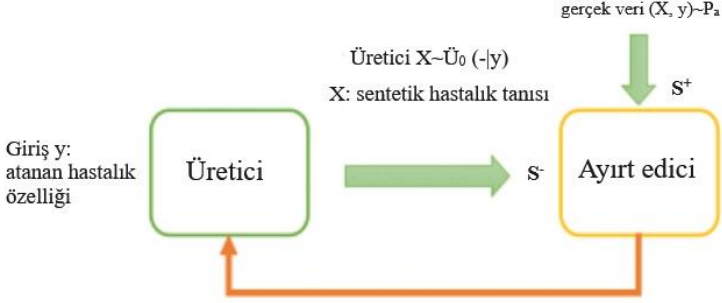 gerçek veri (X, y)~Pₐ
Üretici X~Ü₀ (-|y)
X: sentetik hastalık tanısı
S⁺
Giriş y:
atanan hastalık
özelliği
Üretici
S⁻
Ayırt edici